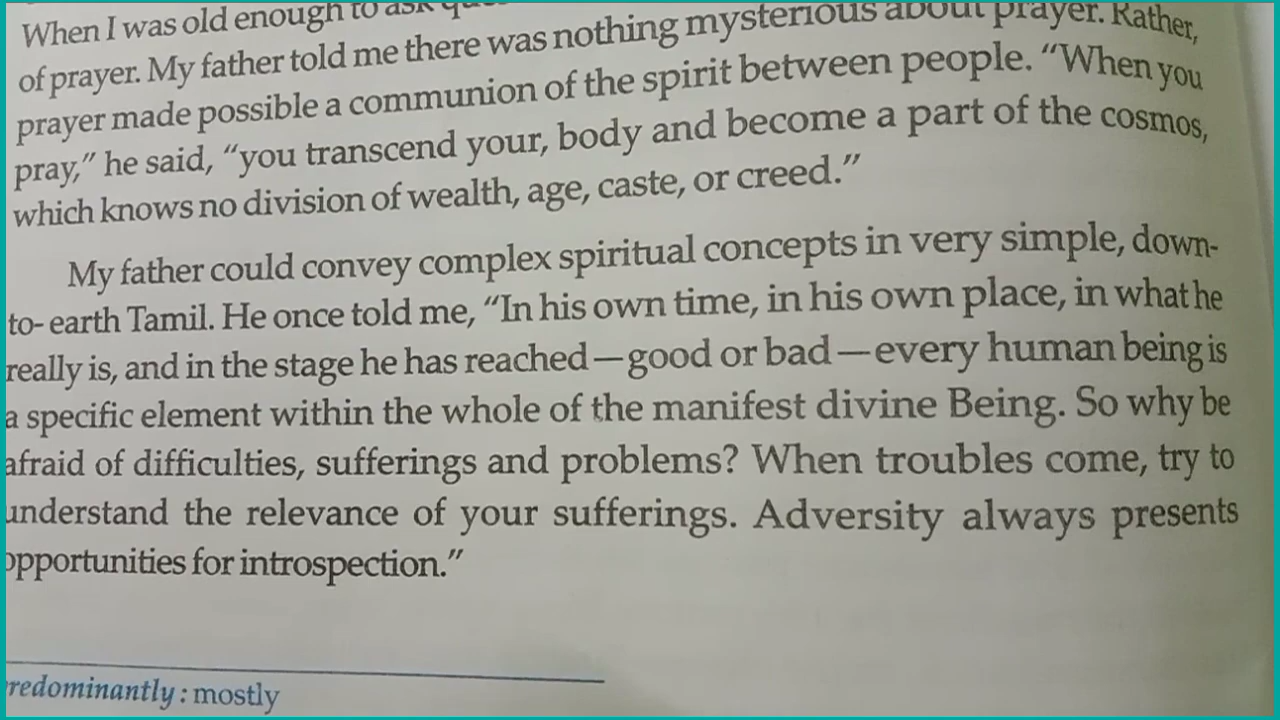 When I was old enough to ask
of prayer. My father told me there was nothing mysterious about prayer. Rather,
prayer made possible a communion of the spirit between people. “When you
pray,” he said, “you transcend your, body and become a part of the cosmos,
which knows no division of wealth, age, caste, or creed.”
My father could convey complex spiritual concepts in very simple, down-
to- earth Tamil. He once told me, “In his own time, in his own place, in what he
really is, and in the stage he has reached—good or bad—every human being is
a specific element within the whole of the manifest divine Being. So why be
afraid of difficulties, sufferings and problems? When troubles come, try to
understand the relevance of your sufferings. Adversity always presents
opportunities for introspection.”
redominantly : mostly